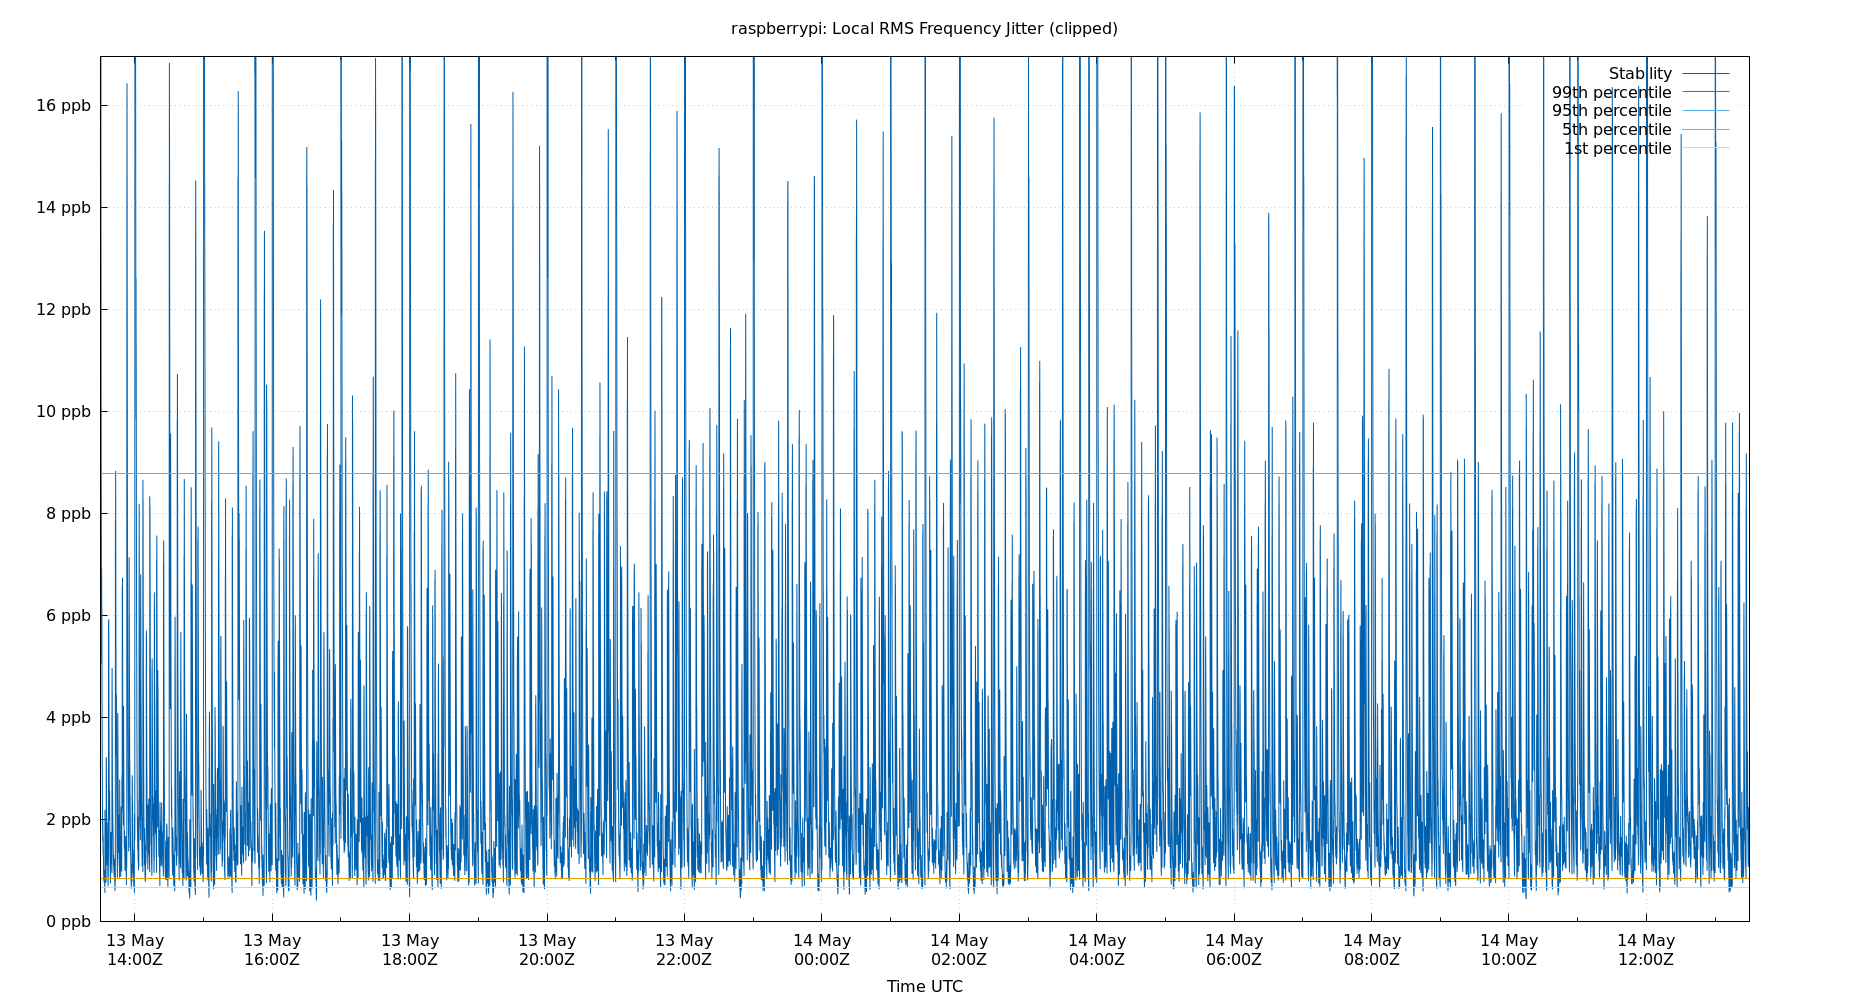 raspberrypi: Local RMS Frequency Jitter (clipped)
Stability
99th percentile
95th percentile
5th percentile
1st percentile
16 ppb
14 ppb
12 ppb
10 ppb
8 ppb
6 ppb
4 ppb
2 ppb
0 ppb
13 May 13 May 13 May 13 May 13 May 14 May 14 May 14 May 14 May 14 May 14 May 14 May
14:00Z 16:00Z 18:00Z 20:00Z 22:00Z 00:00Z 02:00Z 04:00Z 06:00Z 08:00Z 10:00Z 12:00Z
Time UTC